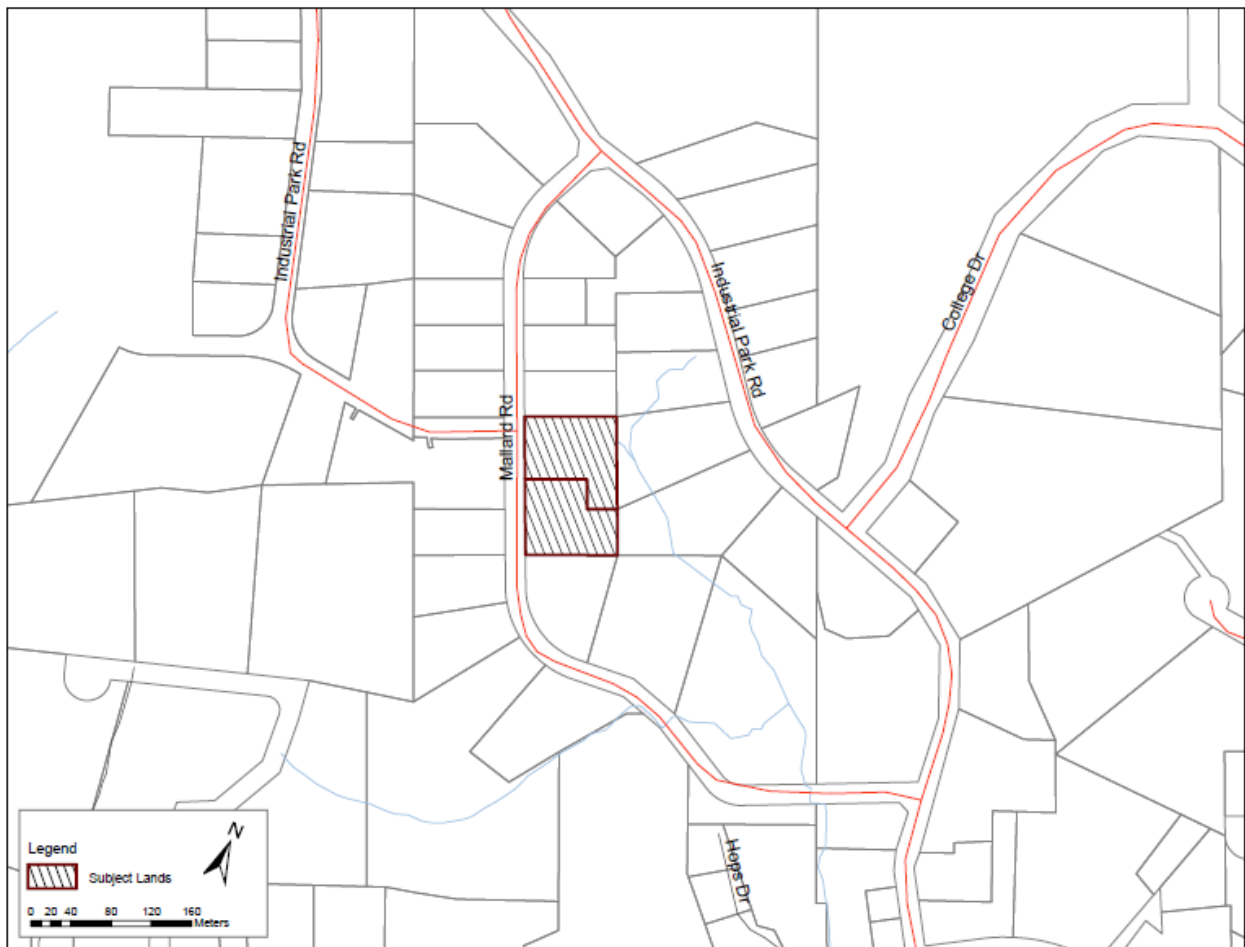 Industrial Park Rd
Mallard Rd
Industrial Park Rd
College Dr
Hops Dr
Legend
N
Subject Lands
0 20 40 80 120 160
Meters